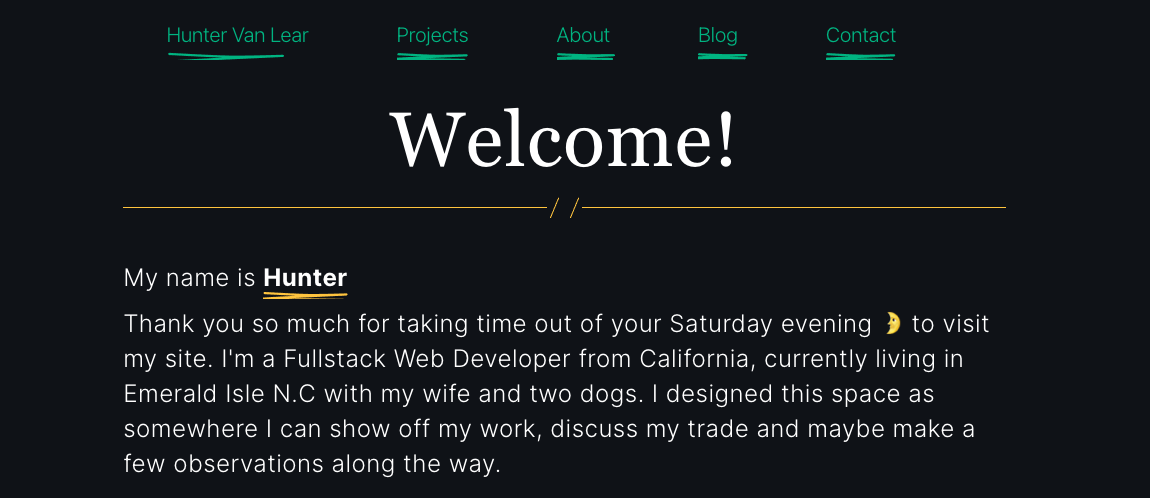 Hunter Van Lear Projects About Blog Contact
Welcome!
My name is Hunter
Thank you so much for taking time out of your Saturday evening 🌛 to visit
my site. I'm a Fullstack Web Developer from California, currently living in
Emerald Isle N.C with my wife and two dogs. I designed this space as
somewhere I can show off my work, discuss my trade and maybe make a
few observations along the way.